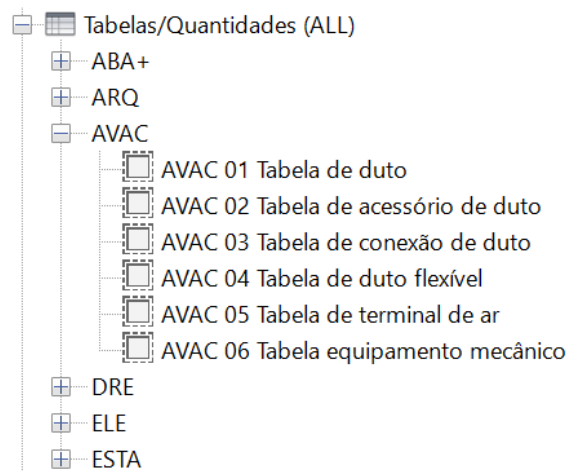 Tabelas/Quantidades (ALL)
ABA+
ARQ
AVAC
AVAC 01 Tabela de duto
AVAC 02 Tabela de acessório de duto
AVAC 03 Tabela de conexão de duto
AVAC 04 Tabela de duto flexível
AVAC 05 Tabela de terminal de ar
AVAC 06 Tabela equipamento mecânico
DRE
ELE
ESTA